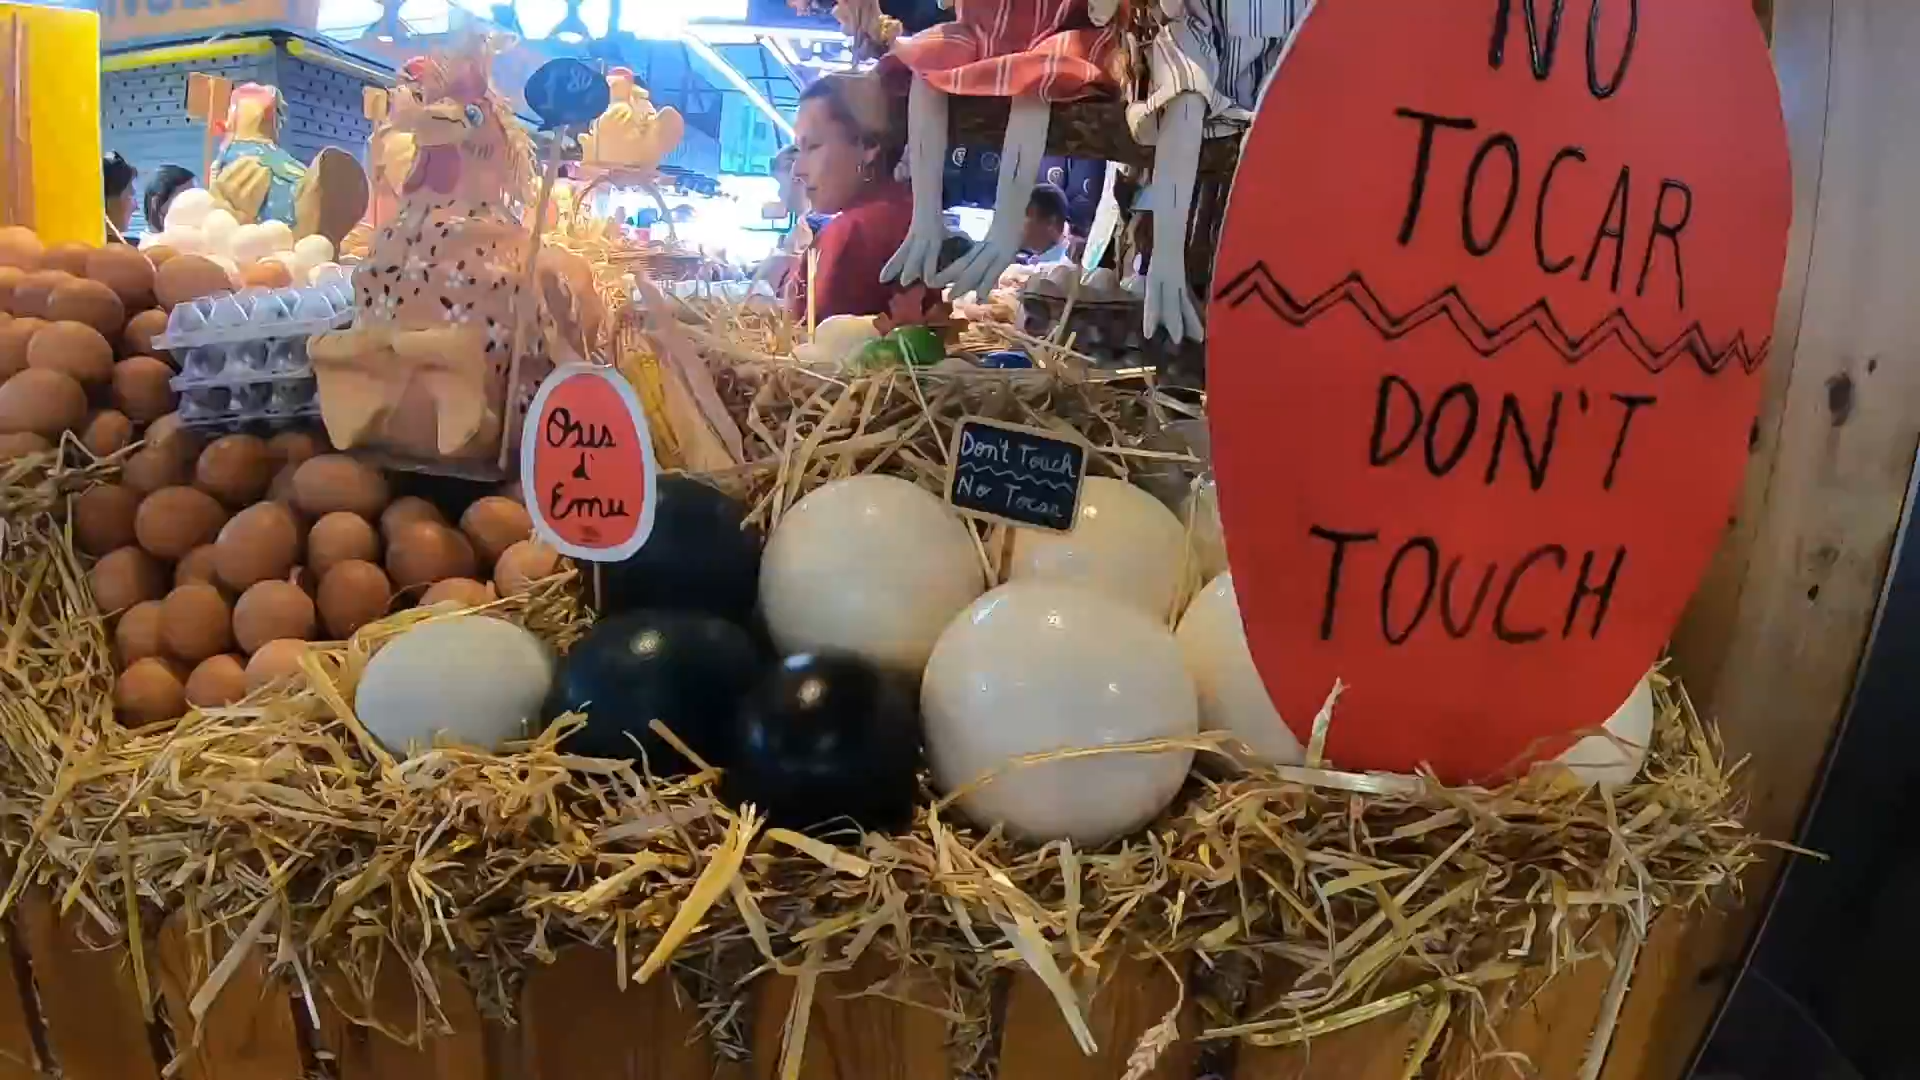 NO
TOCAR
DON'T
TOUCH
Ous
d'
Emu
Don't Touch
No Tocar